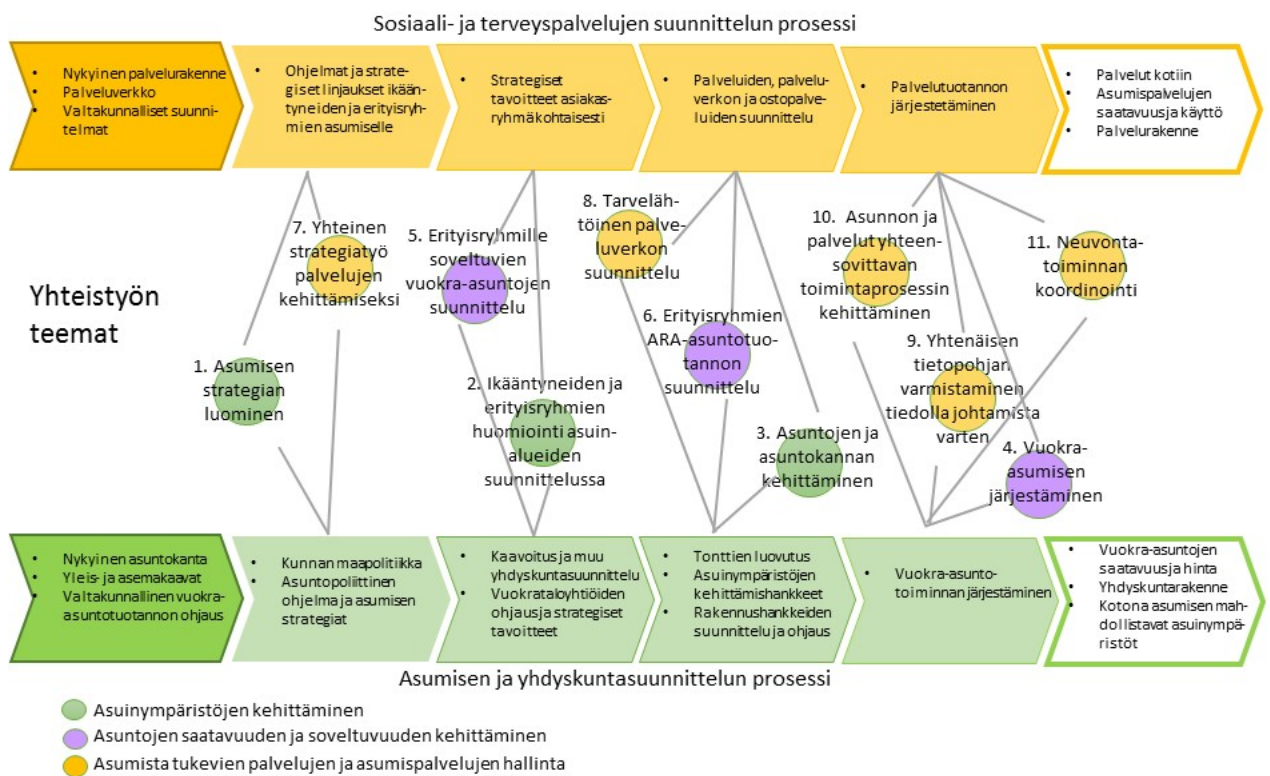 Sosiaali- ja terveyspalvelujen suunnittelun prosessi
• Nykyinen palvelurakenne
• Palveluverkko
• Valtakunnalliset suunni-
telmat
• Ohjelmat ja strate-
giset linjaukset ikään-
tyneiden ja erityisryh-
mien asumiselle
• Strategiset
tavoitteet asiakas-
ryhmäkohtaisesti
• Palveluiden, palvelu-
verkon ja ostopalve-
luiden suunnittelu
• Palvelutuotannon
järjestetäminen
• Palvelut kotiin
• Asumispalvelujen
saatavuus ja käyttö
• Palvelurakenne
Yhteistyön
teemat
7. Yhteinen
strategiatyö
palvelujen
kehittämiseksi
1. Asumisen
strategian
luominen
5. Erityisryhmille
soveltuvien
vuokra-asuntojen
suunnittelu
2. Ikääntyneiden ja
erityisryhmien
huomiointi asuin-
alueiden
suunnittelussa
8. Tarveläh-
töinen palve-
luverkon
suunnittelu
6. Erityisryhmien
ARA-asuntotuo-
tannon
suunnittelu
3. Asuntojen ja
asuntokannan
kehittäminen
10. Asunnon ja
palvelut yhteen-
sovittavan
toimintaprosessin
kehittäminen
11. Neuvonta-
toiminnan
koordinointi
9. Yhtenäisen
tietopohjan
varmistaminen
tiedolla johtamista
varten
4. Vuokra-
asumisen
järjestäminen
• Nykyinen asuntokanta
• Yleis- ja asemakaavat
• Valtakunnallinen vuokra-
asuntotuotannon ohjaus
• Kunnan maapolitiikka
• Asuntopoliittinen
ohjelma ja asumisen
strategiat
• Kaavoitus ja muu
yhdyskuntasuunnittelu
• Vuokrataloyhtiöiden
ohjaus ja strategiset
tavoitteet
• Tonttien luovutus
• Asuinympäristöjen
kehittämishankkeet
• Rakennushankkeiden
suunnittelu ja ohjaus
• Vuokra-asunto-
toiminnan järjestäminen
• Vuokra-asuntojen
saatavuus ja hinta
• Yhdyskuntarakenne
• Kotona asumisen mah-
dollistavat asuinympä-
ristöt
Asumisen ja yhdyskuntasuunnittelun prosessi
Asuinympäristöjen kehittäminen
Asuntojen saatavuuden ja soveltuvuuden kehittäminen
Asumista tukevien palvelujen ja asumispalvelujen hallinta